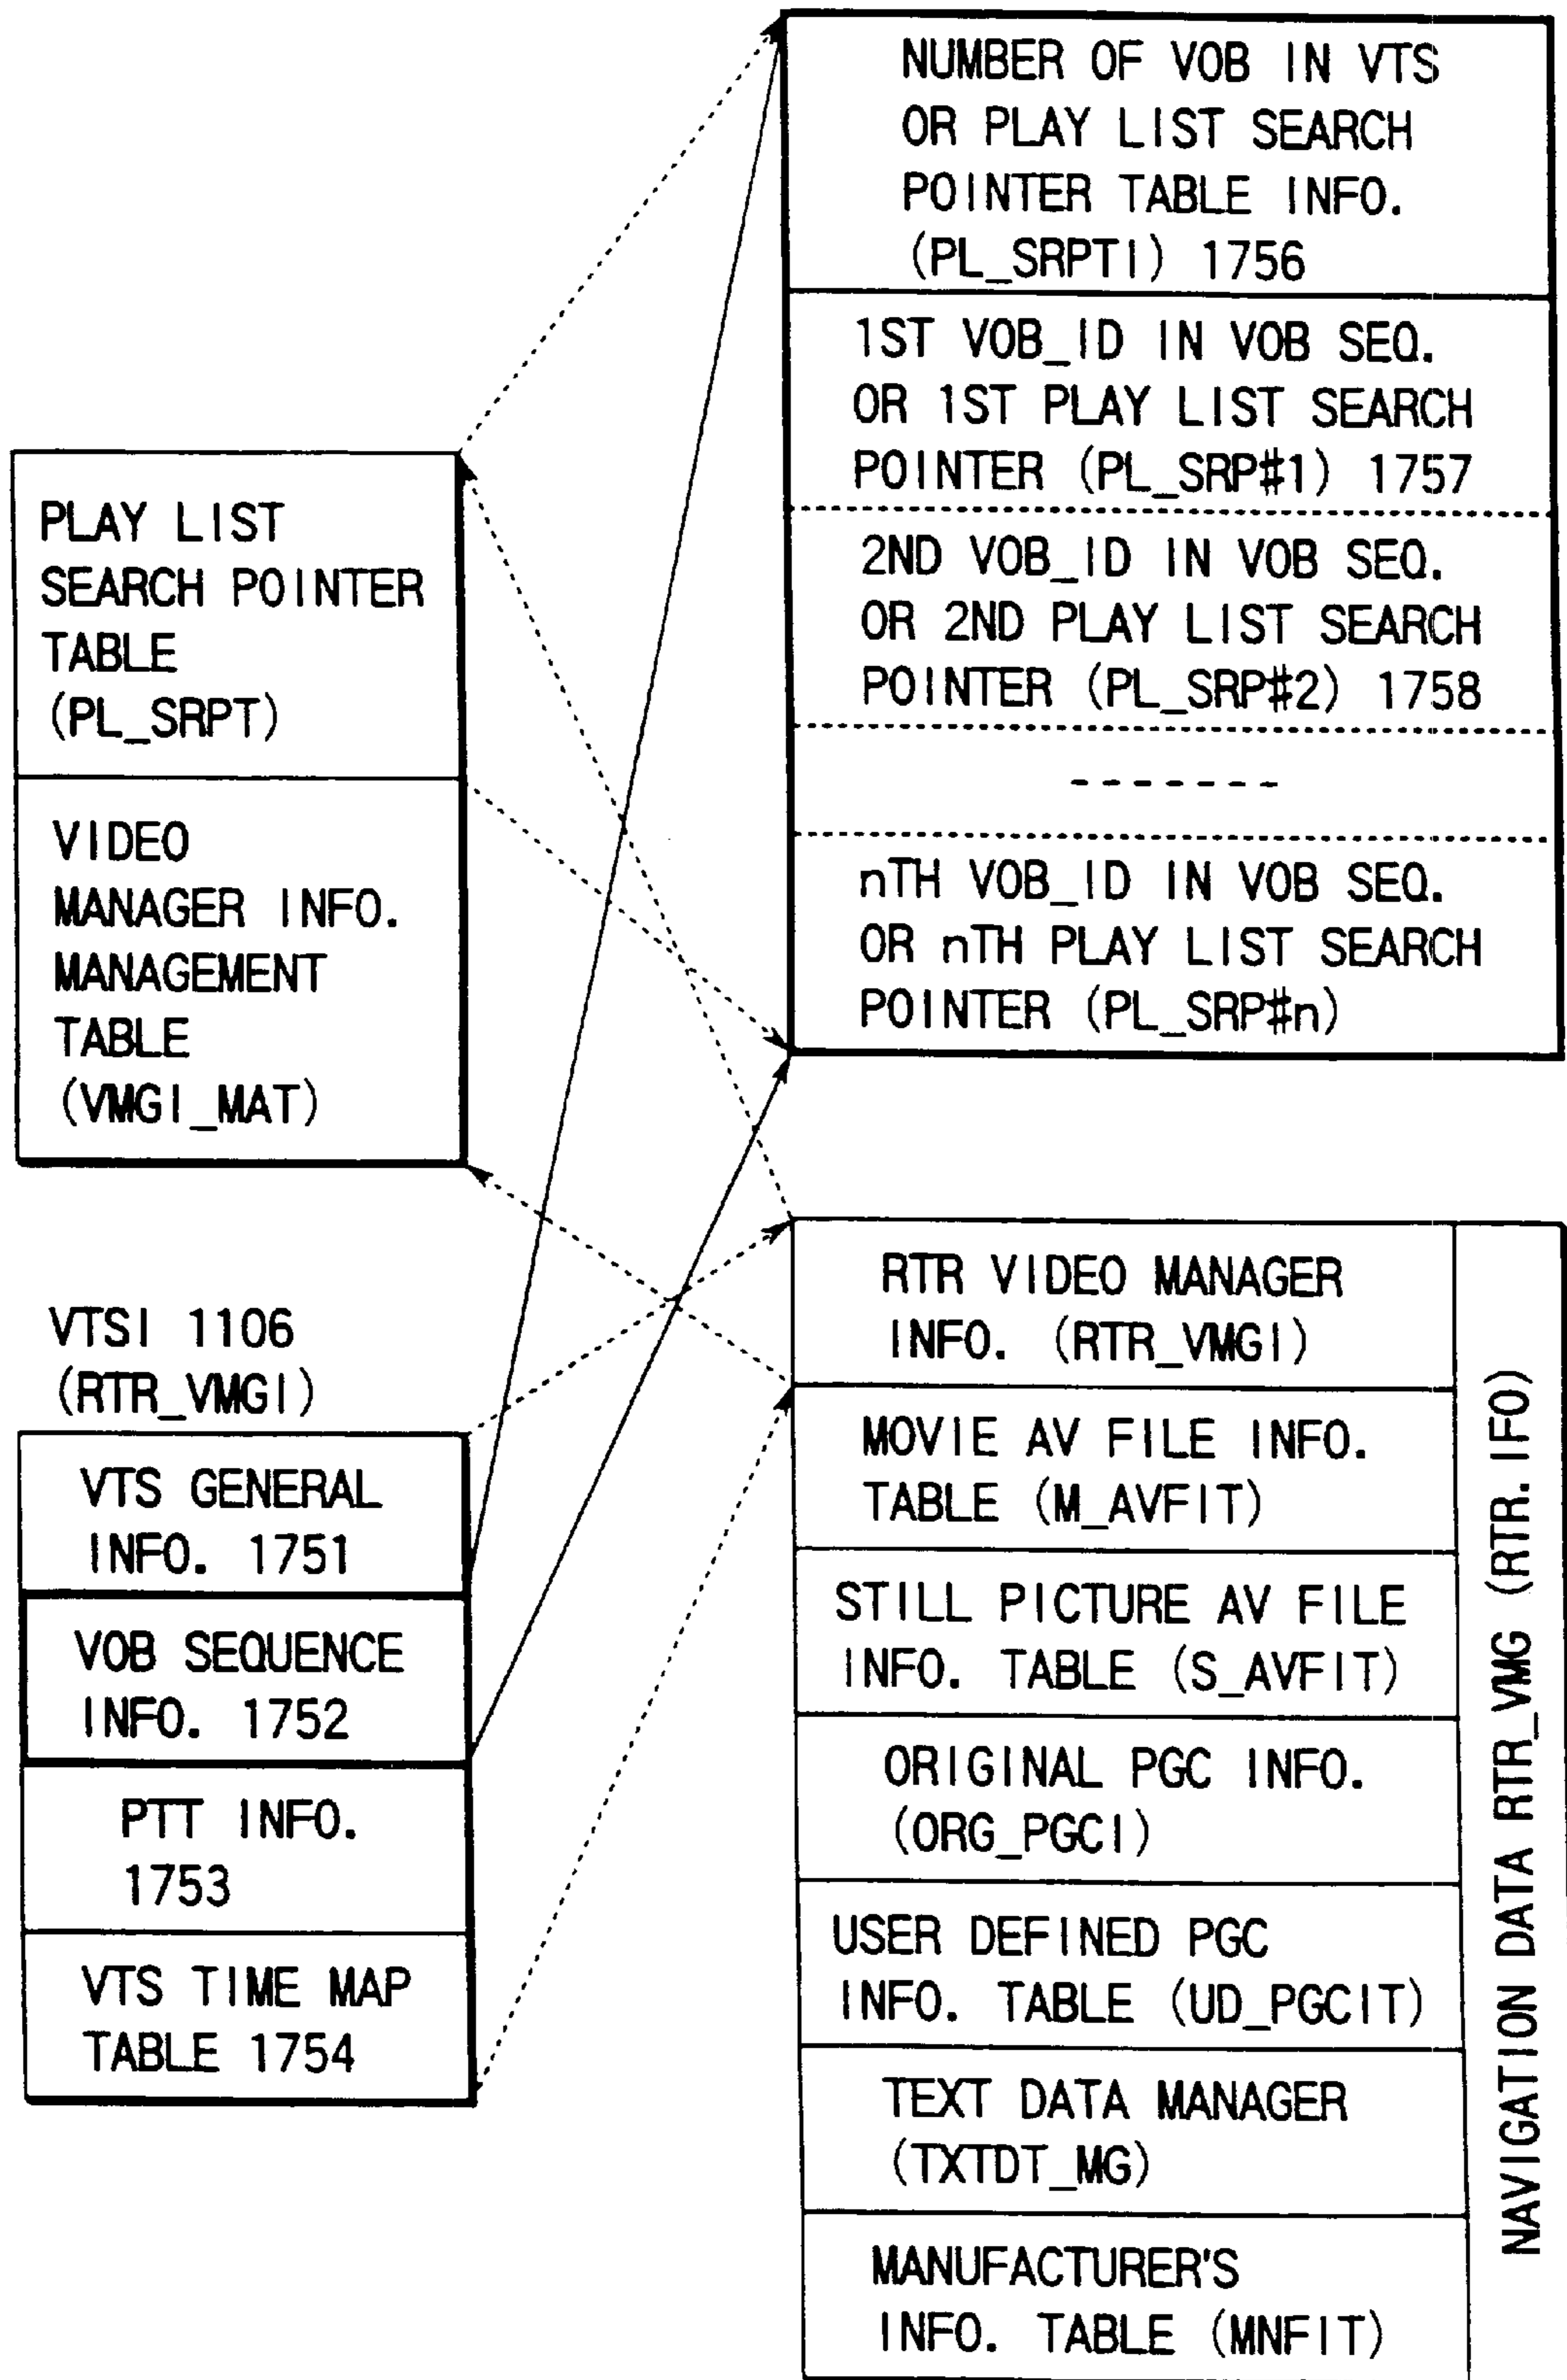 NUMBER OF VOB IN VTS
OR PLAY LIST SEARCH
POINTER TABLE INFO.
(PL_SRPTI) 1756
1ST VOB_ID IN VOB SEQ.
OR 1ST PLAY LIST SEARCH
POINTER (PL_SRP#1) 1757
2ND VOB_ID IN VOB SEQ.
OR 2ND PLAY LIST SEARCH
POINTER (PL_SRP#2) 1758
-------
nTH VOB_ID IN VOB SEQ.
OR nTH PLAY LIST SEARCH
POINTER (PL_SRP#n)
PLAY LIST
SEARCH POINTER
TABLE
(PL_SRPT)
VIDEO
MANAGER INFO.
MANAGEMENT
TABLE
(VMGI_MAT)
VTSI 1106
(RTR_VMGI)
VTS GENERAL
INFO. 1751
VOB SEQUENCE
INFO. 1752
PTT INFO.
1753
VTS TIME MAP
TABLE 1754
RTR VIDEO MANAGER
INFO. (RTR_VMGI)
MOVIE AV FILE INFO.
TABLE (M_AVFIT)
STILL PICTURE AV FILE
INFO. TABLE (S_AVFIT)
ORIGINAL PGC INFO.
(ORG_PGCI)
USER DEFINED PGC
INFO. TABLE (UD_PGCIT)
TEXT DATA MANAGER
(TXTDT_MG)
MANUFACTURER'S
INFO. TABLE (MNFIT)
NAVIGATION DATA RTR_VMG (RTR. IFO)